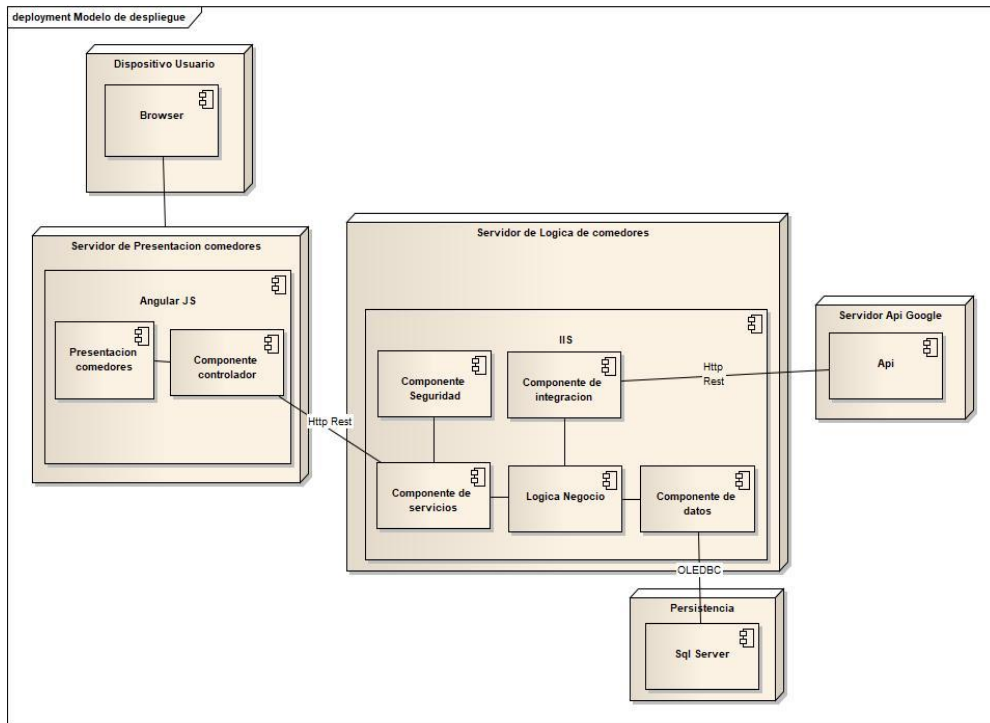 deployment Modelo de despliegue
Dispositivo Usuario
Browser
Servidor de Presentacion comedores
Angular JS
Presentacion
comedores
Componente
controlador
Http Rest
Servidor de Logica de comedores
IIS
Componente
Seguridad
Componente de
integracion
Componente de
servicios
Logica Negocio
Componente de
datos
Http
Rest
Servidor Api Google
Api
OLEDBC
Persistencia
Sql Server